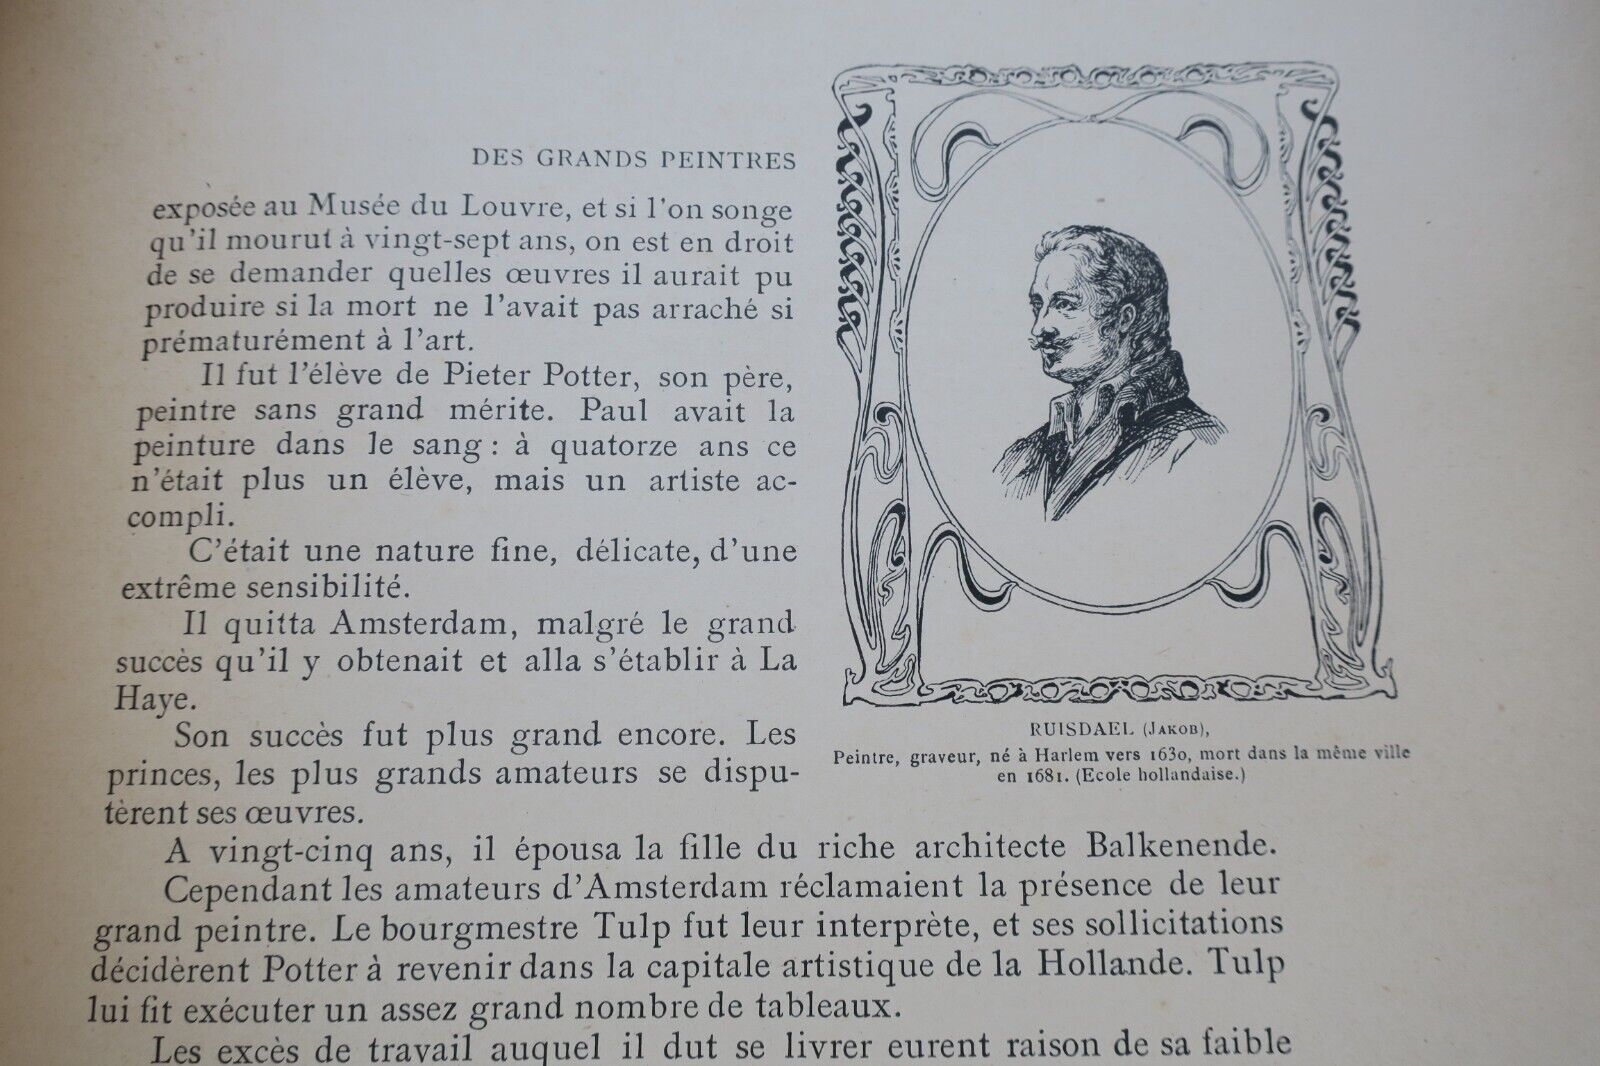 DES GRANDS PEINTRES
exposée au Musée du Louvre, et si l'on songe
qu'il mourut à vingt-sept ans, on est en droit
de se demander quelles œuvres il aurait pu
produire si la mort ne l'avait pas arraché si
prématurément à l'art.
Il fut l'élève de Pieter Potter, son père,
peintre sans grand mérite. Paul avait la
peinture dans le sang : à quatorze ans ce
n'était plus un élève, mais un artiste ac-
compli.
C'était une nature fine, délicate, d'une
extrême sensibilité.
Il quitta Amsterdam, malgré le grand
succès qu'il y obtenait et alla s'établir à La
Haye.
Son succès fut plus grand encore. Les
princes, les plus grands amateurs se dispu-
tèrent ses œuvres.
RUISDAEL (JAKOB),
Peintre, graveur, né à Harlem vers 1630, mort dans la même ville
en 1681. (Ecole hollandaise.)
A vingt-cinq ans, il épousa la fille du riche architecte Balkenende.
Cependant les amateurs d'Amsterdam réclamaient la présence de leur
grand peintre. Le bourgmestre Tulp fut leur interprète, et ses sollicitations
décidèrent Potter à revenir dans la capitale artistique de la Hollande. Tulp
lui fit exécuter un assez grand nombre de tableaux.
Les excès de travail auquel il dut se livrer eurent raison de sa faible